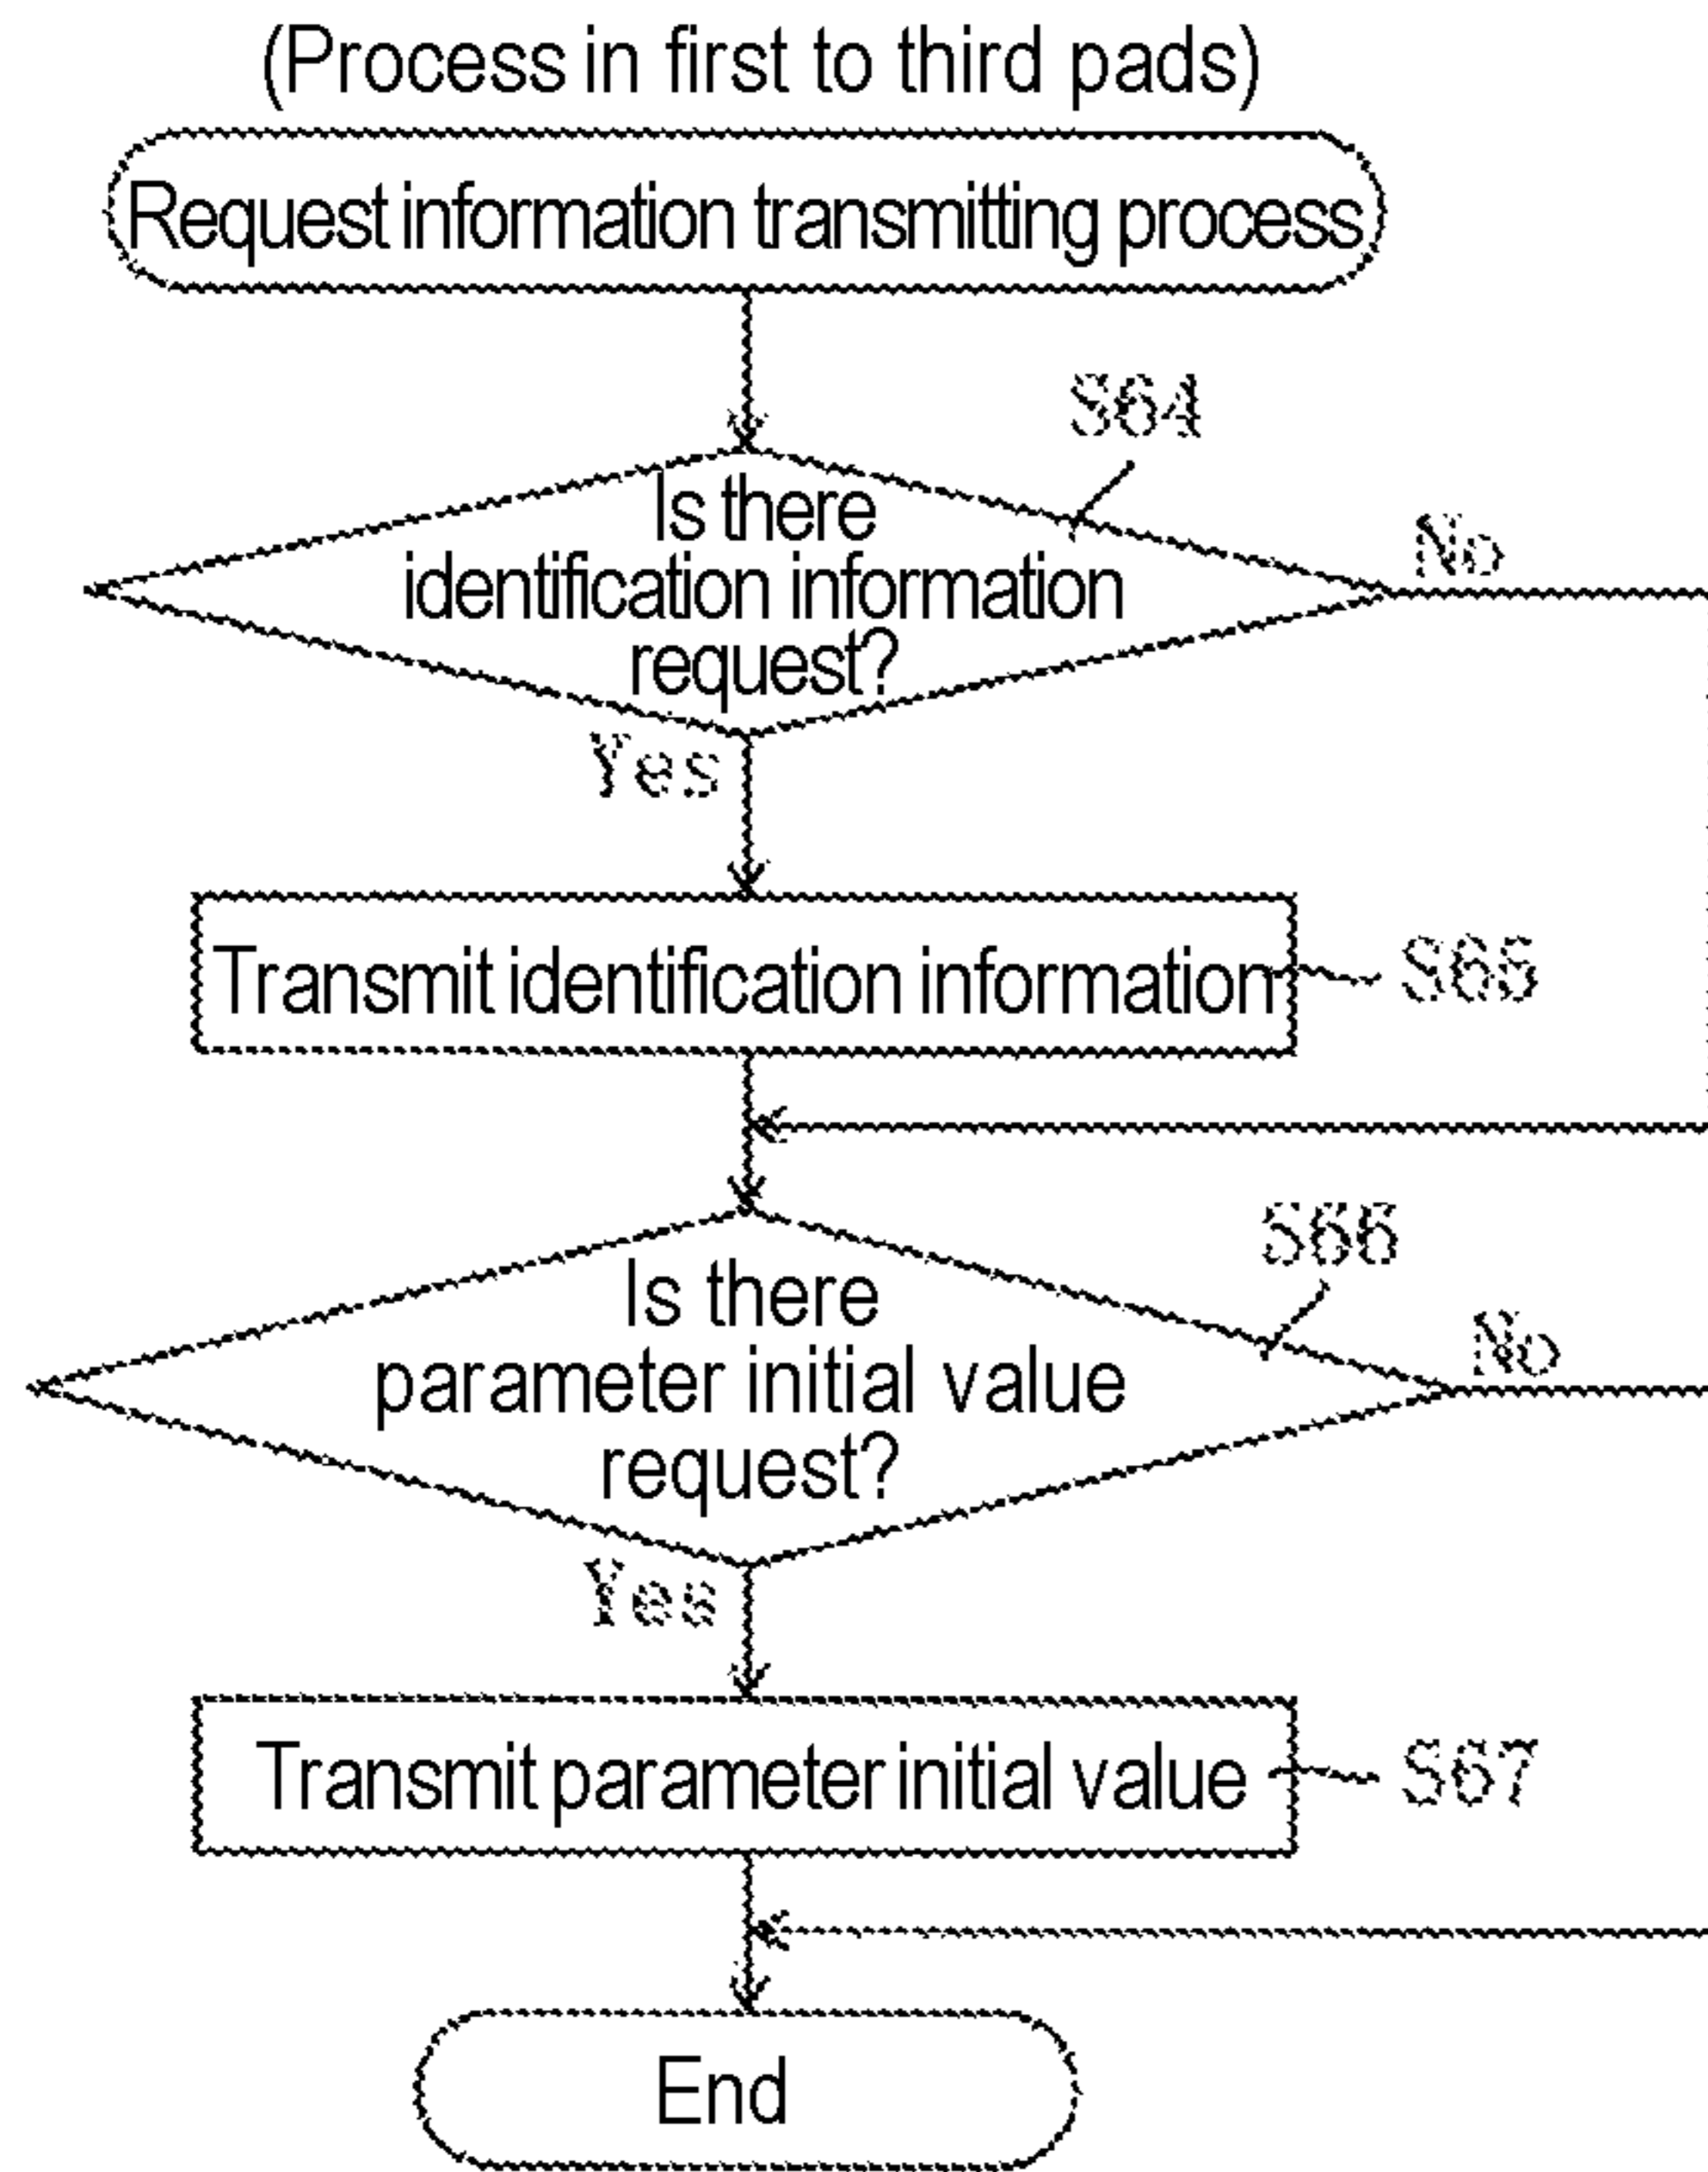 (Process in first to third pads)
Request information transmitting process
S64
Is there
identification information
request?
No
Yes
Transmit identification information
S65
S66
Is there
parameter initial value
request?
No
Yes
Transmit parameter initial value
S67
End